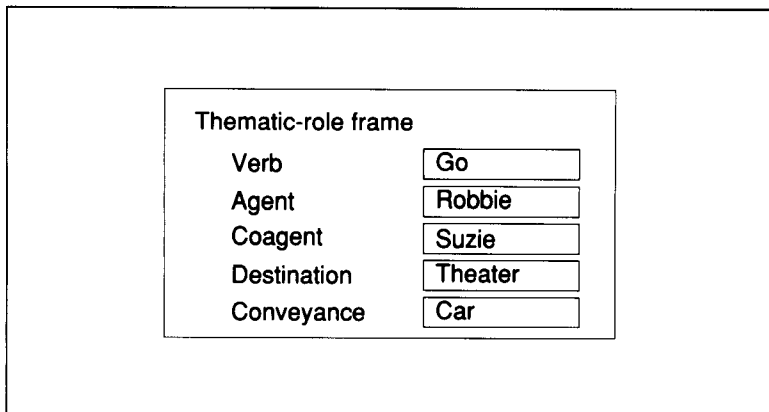 Thematic-role frame
Verb Go
Agent Robbie
Coagent Suzie
Destination Theater
Conveyance Car